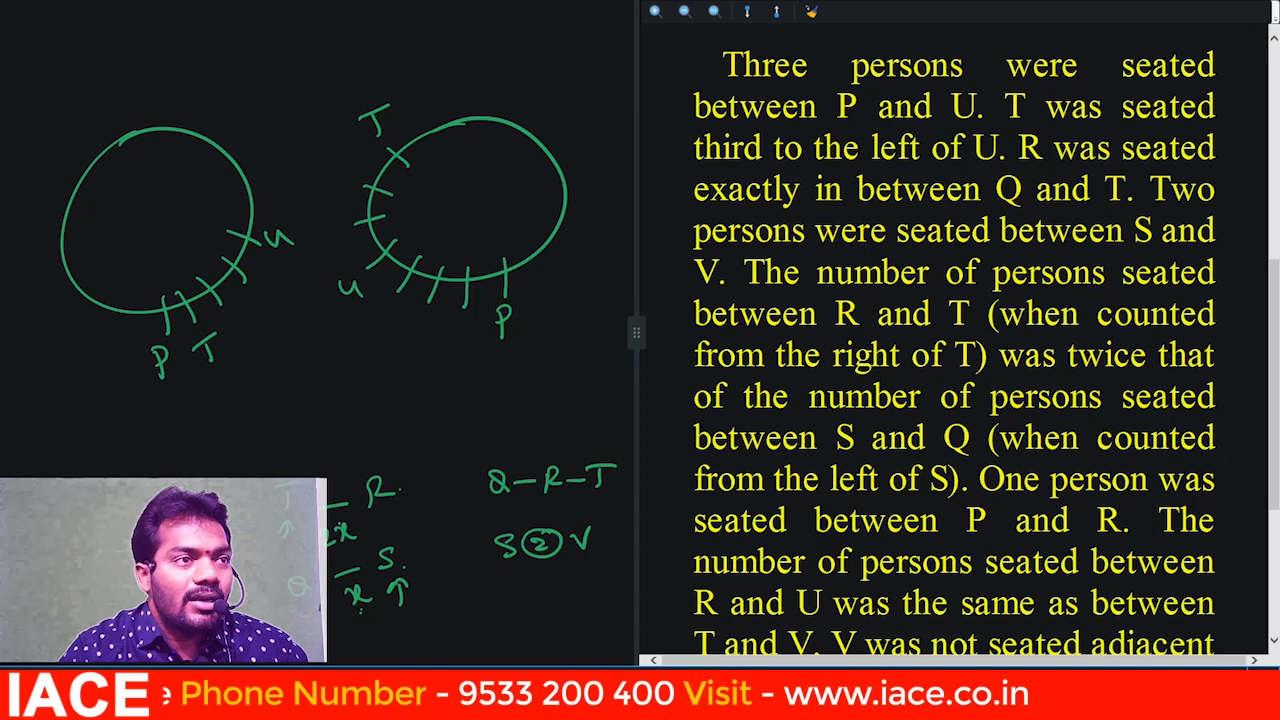 Three persons were seated
between P and U. T was seated
third to the left of U. R was seated
exactly in between Q and T. Two
persons were seated between S and
V. The number of persons seated
between R and T (when counted
from the right of T) was twice that
of the number of persons seated
between S and Q (when counted
from the left of S). One person was
seated between P and R. The
number of persons seated between
R and U was the same as between
T and V. V was not seated adjacent
T
u
u
P
P T
T _ R.
2x
Q _ S.
x ↑
Q – R – T
S ② V
IACE
e Phone Number - 9533 200 400 Visit - www.iace.co.in